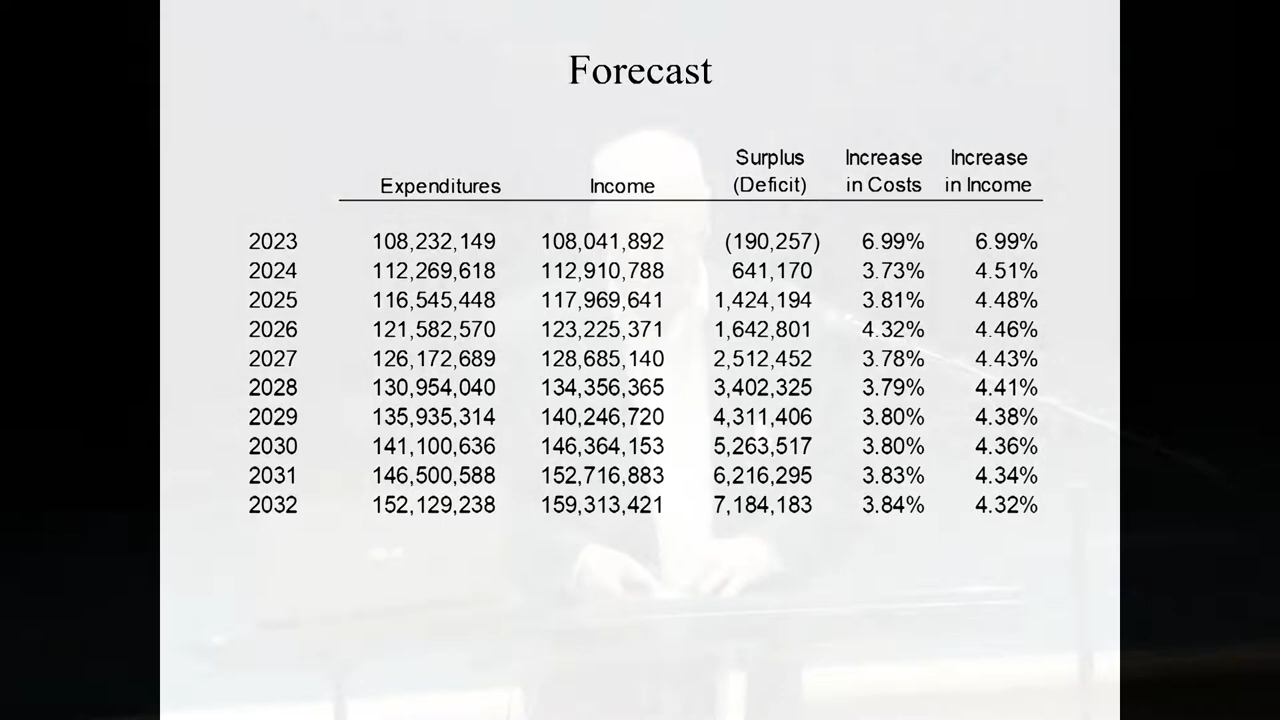 Forecast
Surplus Increase Increase
Expenditures Income (Deficit) in Costs in Income
2023 108,232,149 108,041,892 (190,257) 6.99% 6.99%
2024 112,269,618 112,910,788 641,170 3.73% 4.51%
2025 116,545,448 117,969,641 1,424,194 3.81% 4.48%
2026 121,582,570 123,225,371 1,642,801 4.32% 4.46%
2027 126,172,689 128,685,140 2,512,452 3.78% 4.43%
2028 130,954,040 134,356,365 3,402,325 3.79% 4.41%
2029 135,935,314 140,246,720 4,311,406 3.80% 4.38%
2030 141,100,636 146,364,153 5,263,517 3.80% 4.36%
2031 146,500,588 152,716,883 6,216,295 3.83% 4.34%
2032 152,129,238 159,313,421 7,184,183 3.84% 4.32%